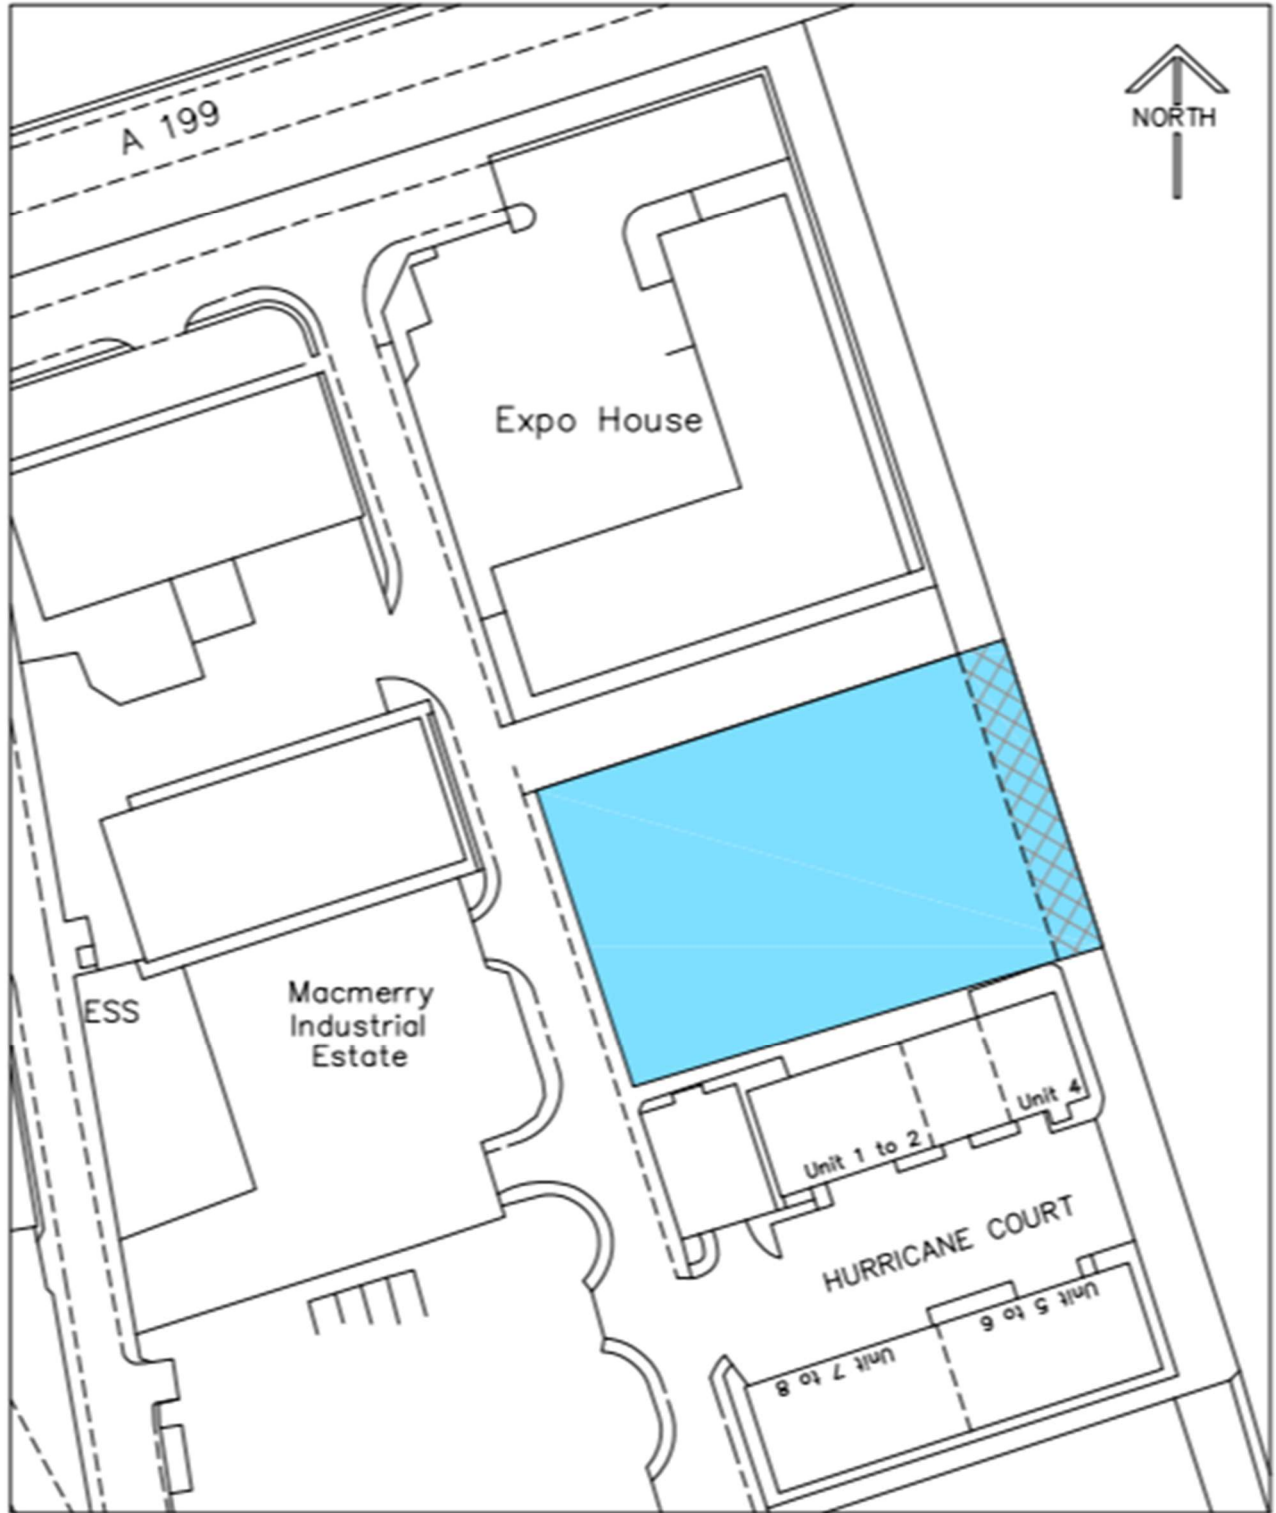 A 199
NORTH
Expo House
ESS
Macmerry
Industrial
Estate
Unit 4
Unit 1 to 2
HURRICANE COURT
Unit 5 to 6
Unit 7 to 8